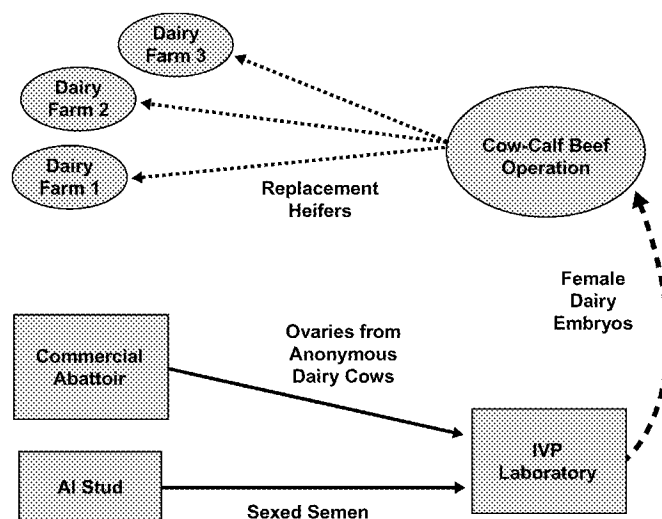 Dairy
Farm 3
Dairy
Farm 2
Dairy
Farm 1
Cow-Calf Beef
Operation
Replacement
Heifers
Female
Dairy
Embryos
Ovaries from
Anonymous
Dairy Cows
Commercial
Abattoir
IVP
Laboratory
AI Stud
Sexed Semen